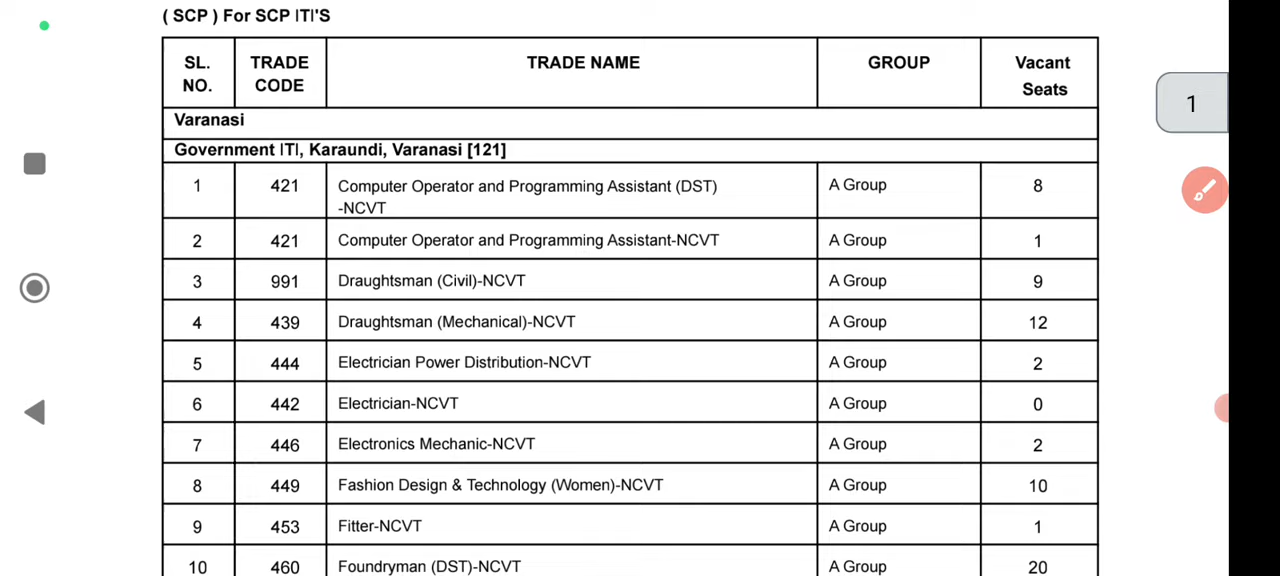 ( SCP ) For SCP ITI'S
SL. NO. TRADE CODE TRADE NAME GROUP Vacant Seats
Varanasi
Government ITI, Karaundi, Varanasi [121]
1 421 Computer Operator and Programming Assistant (DST) -NCVT A Group 8
2 421 Computer Operator and Programming Assistant-NCVT A Group 1
3 991 Draughtsman (Civil)-NCVT A Group 9
4 439 Draughtsman (Mechanical)-NCVT A Group 12
5 444 Electrician Power Distribution-NCVT A Group 2
6 442 Electrician-NCVT A Group 0
7 446 Electronics Mechanic-NCVT A Group 2
8 449 Fashion Design & Technology (Women)-NCVT A Group 10
9 453 Fitter-NCVT A Group 1
10 460 Foundryman (DST)-NCVT A Group 20
1